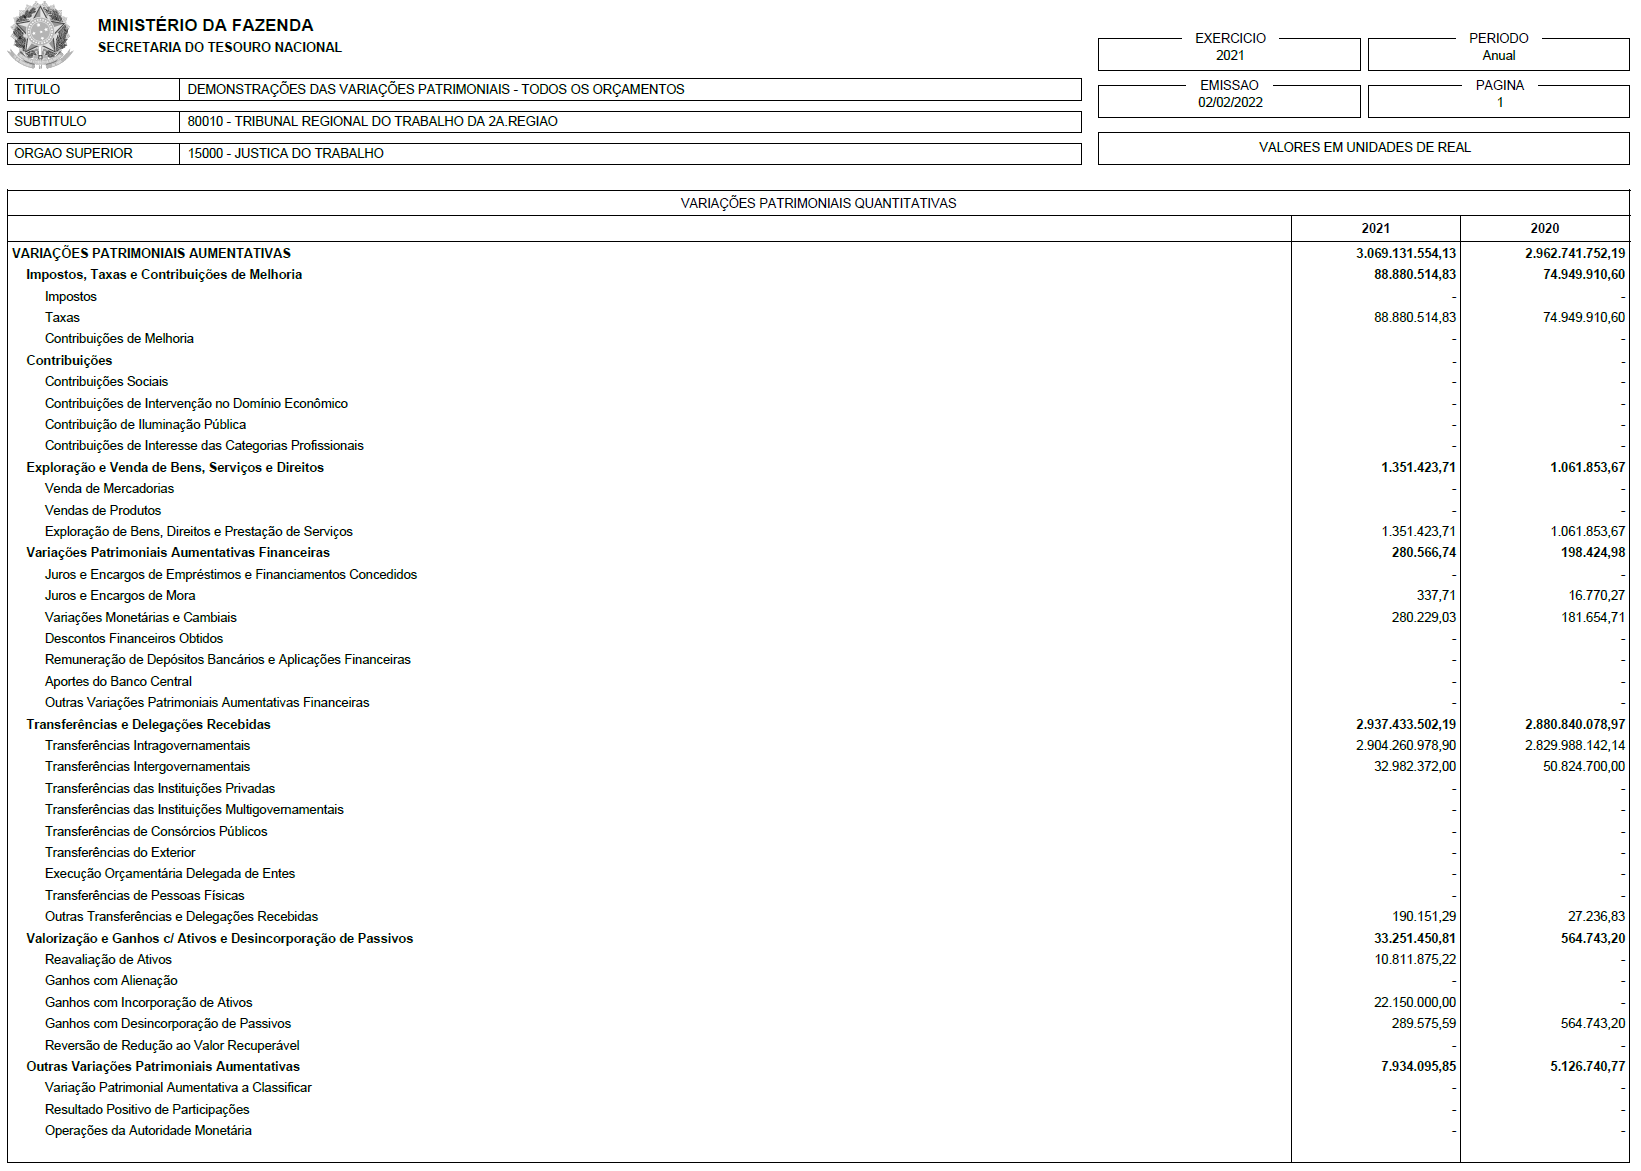 MINISTÉRIO DA FAZENDA
SECRETARIA DO TESOURO NACIONAL
EXERCICIO
2021
PERIODO
Anual
EMISSAO
02/02/2022
PAGINA
1
TITULO DEMONSTRAÇÕES DAS VARIAÇÕES PATRIMONIAIS - TODOS OS ORÇAMENTOS
SUBTITULO 80010 - TRIBUNAL REGIONAL DO TRABALHO DA 2A.REGIAO
ORGAO SUPERIOR 15000 - JUSTICA DO TRABALHO
VALORES EM UNIDADES DE REAL
VARIAÇÕES PATRIMONIAIS QUANTITATIVAS
2021 2020
VARIAÇÕES PATRIMONIAIS AUMENTATIVAS 3.069.131.554,13 2.962.741.752,19
Impostos, Taxas e Contribuições de Melhoria 88.880.514,83 74.949.910,60
Impostos - -
Taxas 88.880.514,83 74.949.910,60
Contribuições de Melhoria - -
Contribuições - -
Contribuições Sociais - -
Contribuições de Intervenção no Domínio Econômico - -
Contribuição de Iluminação Pública - -
Contribuições de Interesse das Categorias Profissionais - -
Exploração e Venda de Bens, Serviços e Direitos 1.351.423,71 1.061.853,67
Venda de Mercadorias - -
Vendas de Produtos - -
Exploração de Bens, Direitos e Prestação de Serviços 1.351.423,71 1.061.853,67
Variações Patrimoniais Aumentativas Financeiras 280.566,74 198.424,98
Juros e Encargos de Empréstimos e Financiamentos Concedidos - -
Juros e Encargos de Mora 337,71 16.770,27
Variações Monetárias e Cambiais 280.229,03 181.654,71
Descontos Financeiros Obtidos - -
Remuneração de Depósitos Bancários e Aplicações Financeiras - -
Aportes do Banco Central - -
Outras Variações Patrimoniais Aumentativas Financeiras - -
Transferências e Delegações Recebidas 2.937.433.502,19 2.880.840.078,97
Transferências Intragovernamentais 2.904.260.978,90 2.829.988.142,14
Transferências Intergovernamentais 32.982.372,00 50.824.700,00
Transferências das Instituições Privadas - -
Transferências das Instituições Multigovernamentais - -
Transferências de Consórcios Públicos - -
Transferências do Exterior - -
Execução Orçamentária Delegada de Entes - -
Transferências de Pessoas Físicas - -
Outras Transferências e Delegações Recebidas 190.151,29 27.236,83
Valorização e Ganhos c/ Ativos e Desincorporação de Passivos 33.251.450,81 564.743,20
Reavaliação de Ativos 10.811.875,22 -
Ganhos com Alienação - -
Ganhos com Incorporação de Ativos 22.150.000,00 -
Ganhos com Desincorporação de Passivos 289.575,59 564.743,20
Reversão de Redução ao Valor Recuperável - -
Outras Variações Patrimoniais Aumentativas 7.934.095,85 5.126.740,77
Variação Patrimonial Aumentativa a Classificar - -
Resultado Positivo de Participações - -
Operações da Autoridade Monetária - -